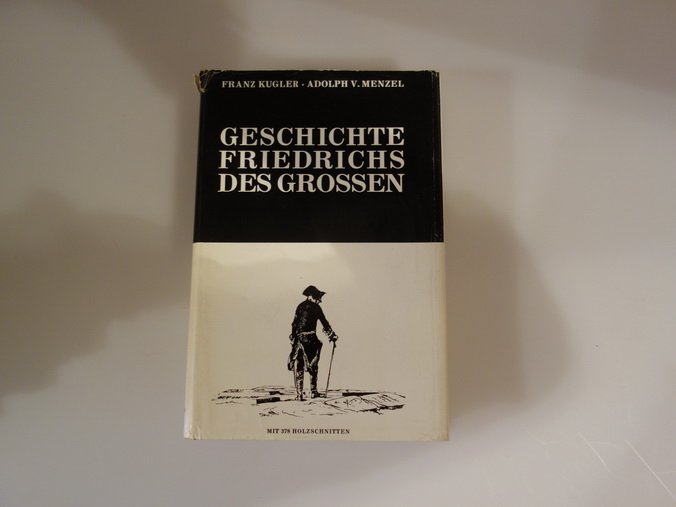 FRANZ KUGLER · ADOLPH V. MENZEL
GESCHICHTE
FRIEDRICHS
DES GROSSEN
MIT 378 HOLZSCHNITTEN